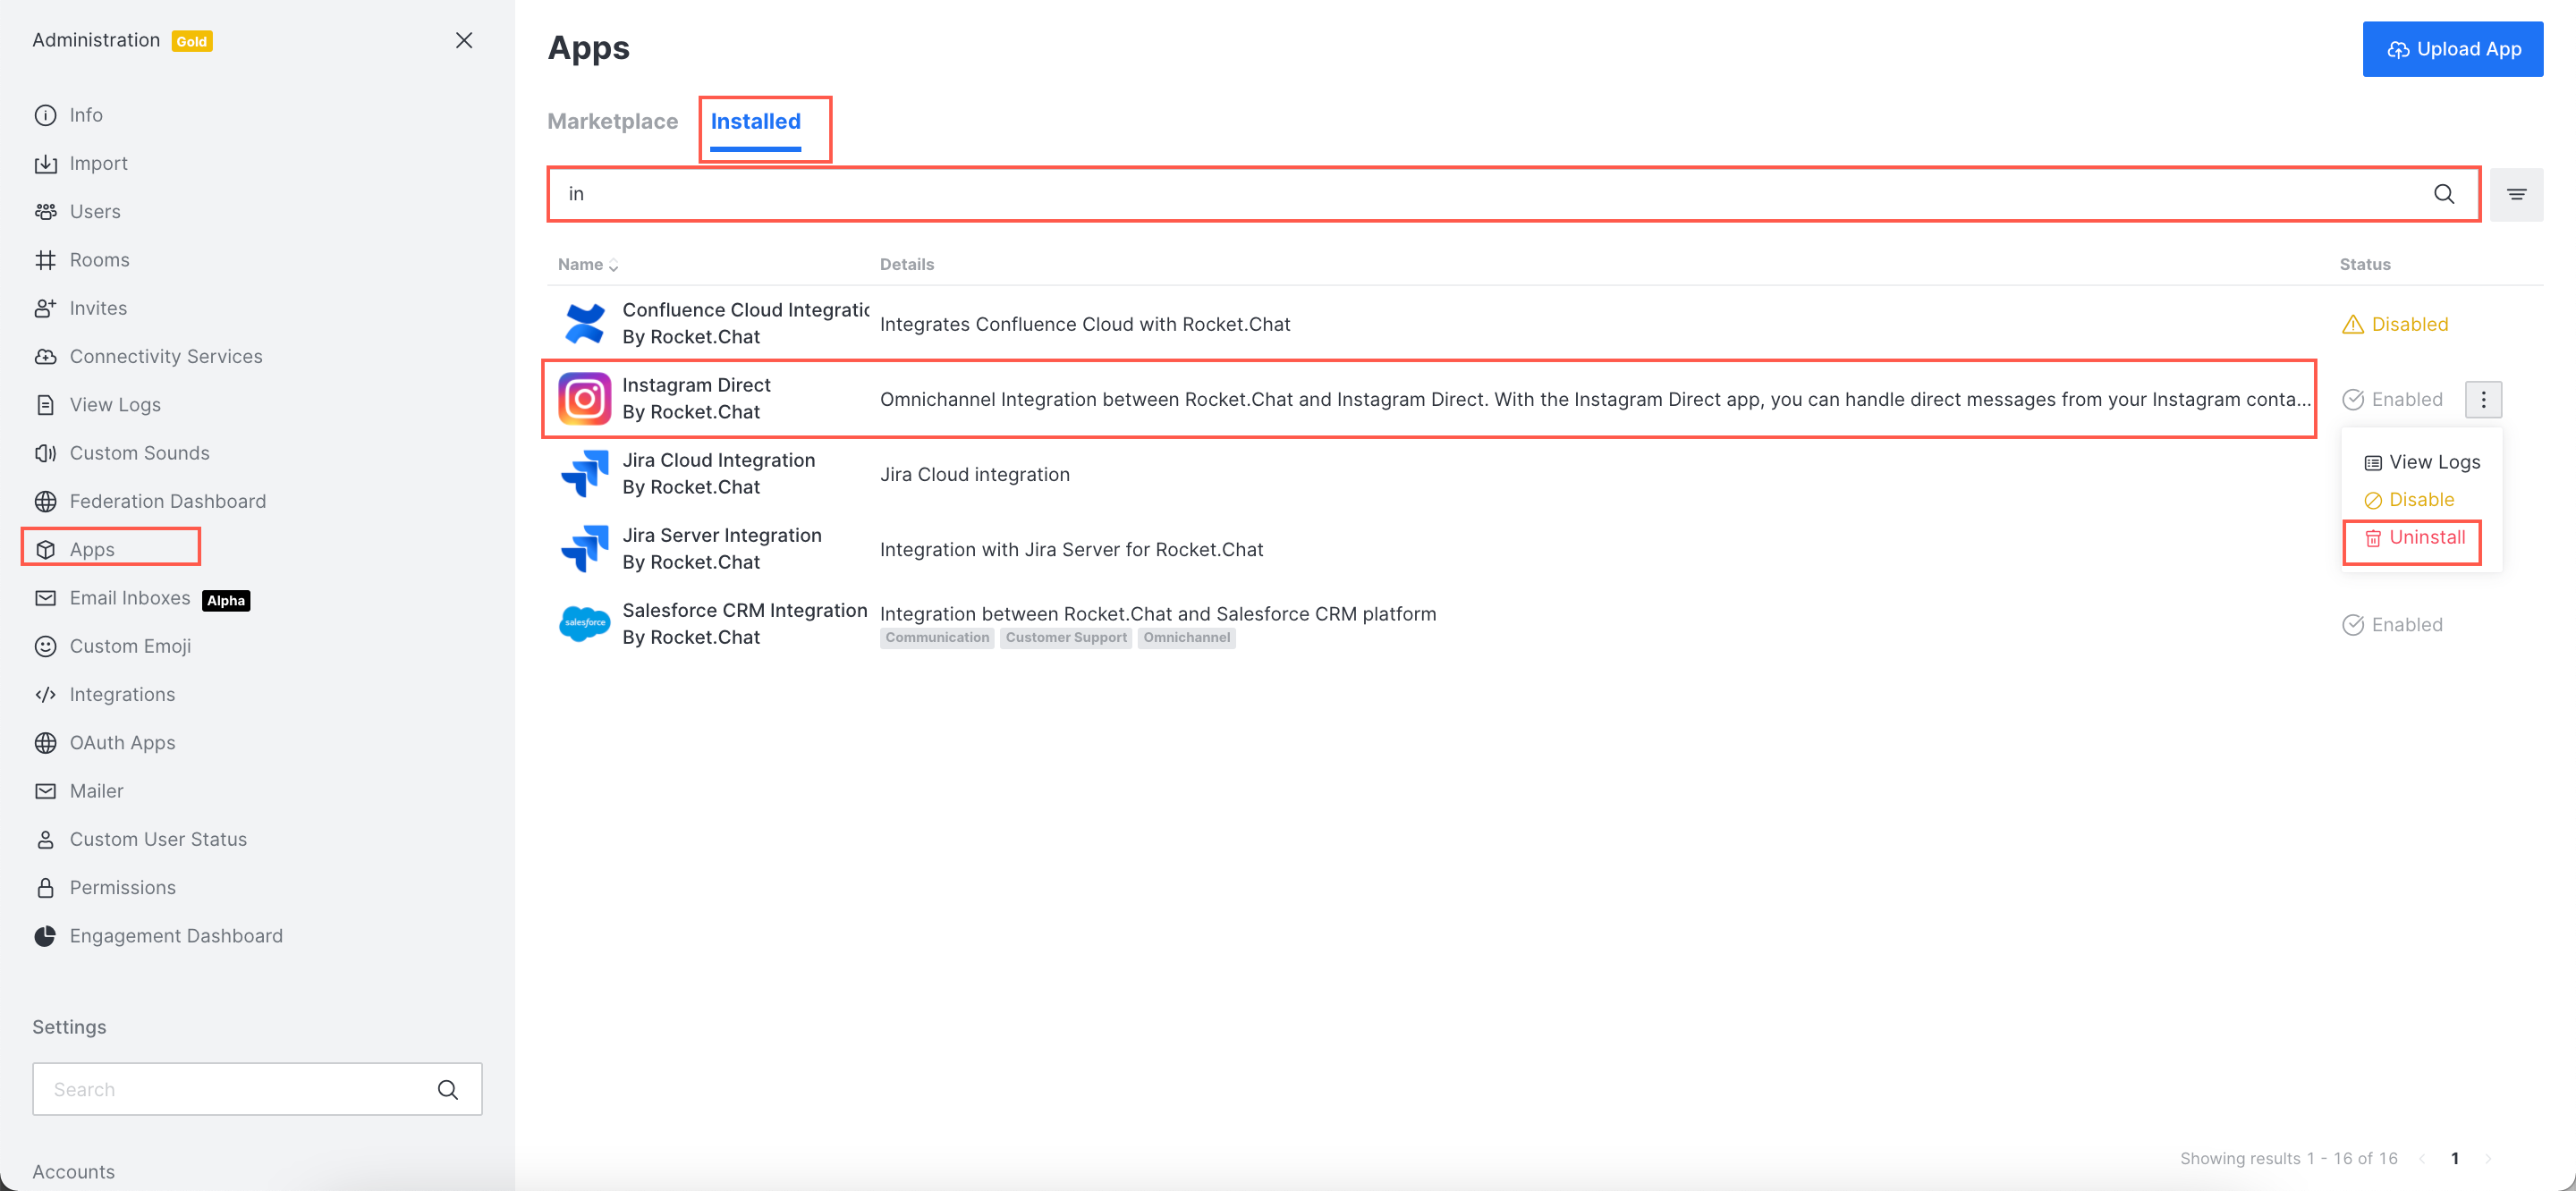 Administration Gold
Info
Import
Users
Rooms
Invites
Connectivity Services
View Logs
Custom Sounds
Federation Dashboard
Apps
Email Inboxes Alpha
Custom Emoji
Integrations
OAuth Apps
Mailer
Custom User Status
Permissions
Engagement Dashboard
Settings
Search
Accounts
Apps
Upload App
Marketplace Installed
in
Name Details Status
Confluence Cloud Integratic
By Rocket.Chat
Integrates Confluence Cloud with Rocket.Chat
Disabled
Instagram Direct
By Rocket.Chat
Omnichannel Integration between Rocket.Chat and Instagram Direct. With the Instagram Direct app, you can handle direct messages from your Instagram conta...
Enabled
View Logs
Disable
Uninstall
Jira Cloud Integration
By Rocket.Chat
Jira Cloud integration
Jira Server Integration
By Rocket.Chat
Integration with Jira Server for Rocket.Chat
salesforce
Salesforce CRM Integration
By Rocket.Chat
Integration between Rocket.Chat and Salesforce CRM platform
Communication Customer Support Omnichannel
Enabled
Showing results 1 - 16 of 16 1